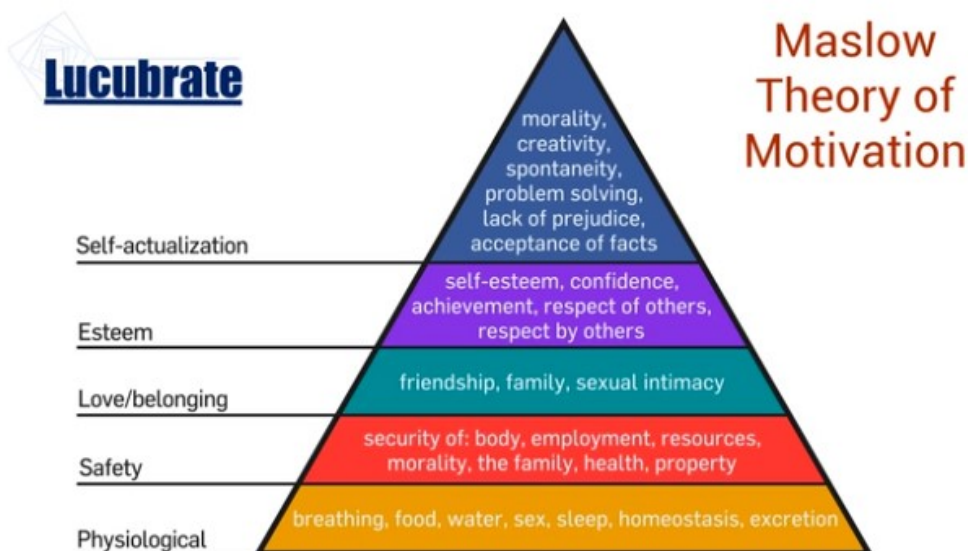 Lucubrate
Maslow
Theory of
Motivation
morality,
creativity,
spontaneity,
problem solving,
lack of prejudice,
acceptance of facts
Self-actualization
self-esteem, confidence,
achievement, respect of others,
respect by others
Esteem
friendship, family, sexual intimacy
Love/belonging
security of: body, employment, resources,
morality, the family, health, property
Safety
breathing, food, water, sex, sleep, homeostasis, excretion
Physiological